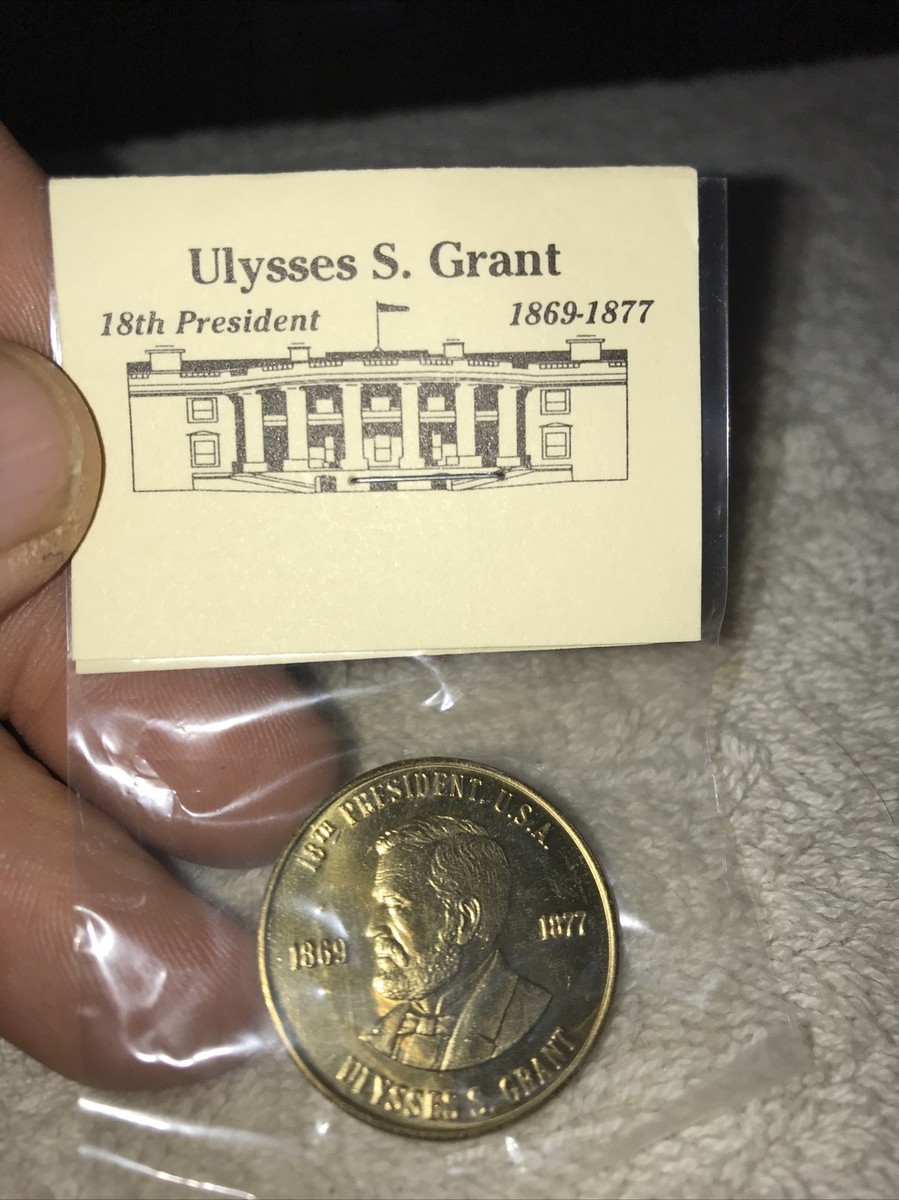 Ulysses S. Grant
18th President 1869-1877
18TH PRESIDENT, U.S.A.
1869 1877
ULYSSES S. GRANT